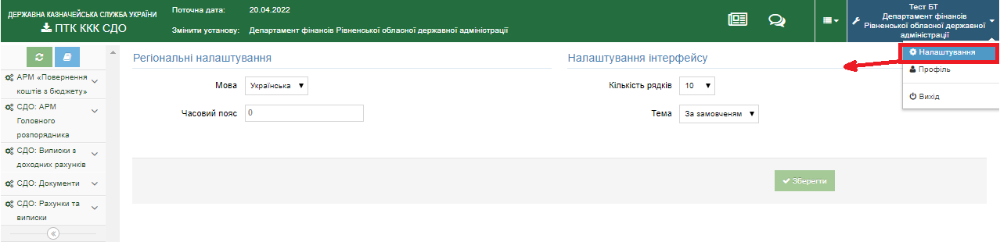 ДЕРЖАВНА КАЗНАЧЕЙСЬКА СЛУЖБА УКРАЇНИ
ПТК ККК СДО
Поточна дата: 20.04.2022
Змінити установу: Департамент фінансів Рівненської обласної державної адміністрації
Тест БТ
Департамент фінансів
Рівненської обласної державної
адміністрації
Налаштування
Профіль
Вихід
АРМ «Повернення
коштів з бюджету»
СДО: АРМ
Головного
розпорядника
СДО: Виписки з
доходних рахунків
СДО: Документи
СДО: Рахунки та
виписки
Регіональні налаштування
Мова Українська
Часовий пояс 0
Налаштування інтерфейсу
Кількість рядків 10
Тема За замовченям
Зберегти